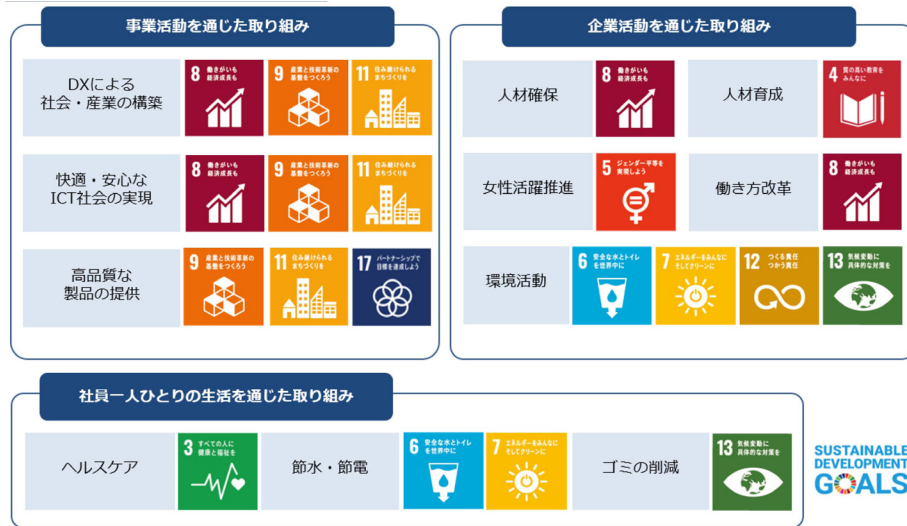 事業活動を通じた取り組み
DXによる
社会・産業の構築
8 働きがいも
経済成長も
9 産業と技術革新の
基盤をつくろう
11 住み続けられる
まちづくりを
快適・安心な
ICT社会の実現
8 働きがいも
経済成長も
9 産業と技術革新の
基盤をつくろう
11 住み続けられる
まちづくりを
高品質な
製品の提供
9 産業と技術革新の
基盤をつくろう
11 住み続けられる
まちづくりを
17 パートナーシップで
目標を達成しよう
企業活動を通じた取り組み
人材確保
8 働きがいも
経済成長も
人材育成
4 質の高い教育を
みんなに
女性活躍推進
5 ジェンダー平等を
実現しよう
働き方改革
8 働きがいも
経済成長も
環境活動
6 安全な水とトイレ
を世界中に
7 エネルギーをみんなに
そしてクリーンに
12 つくる責任
つかう責任
13 気候変動に
具体的な対策を
社員一人ひとりの生活を通じた取り組み
ヘルスケア
3 すべての人に
健康と福祉を
節水・節電
6 安全な水とトイレ
を世界中に
7 エネルギーをみんなに
そしてクリーンに
ゴミの削減
13 気候変動に
具体的な対策を
SUSTAINABLE
DEVELOPMENT
GOALS